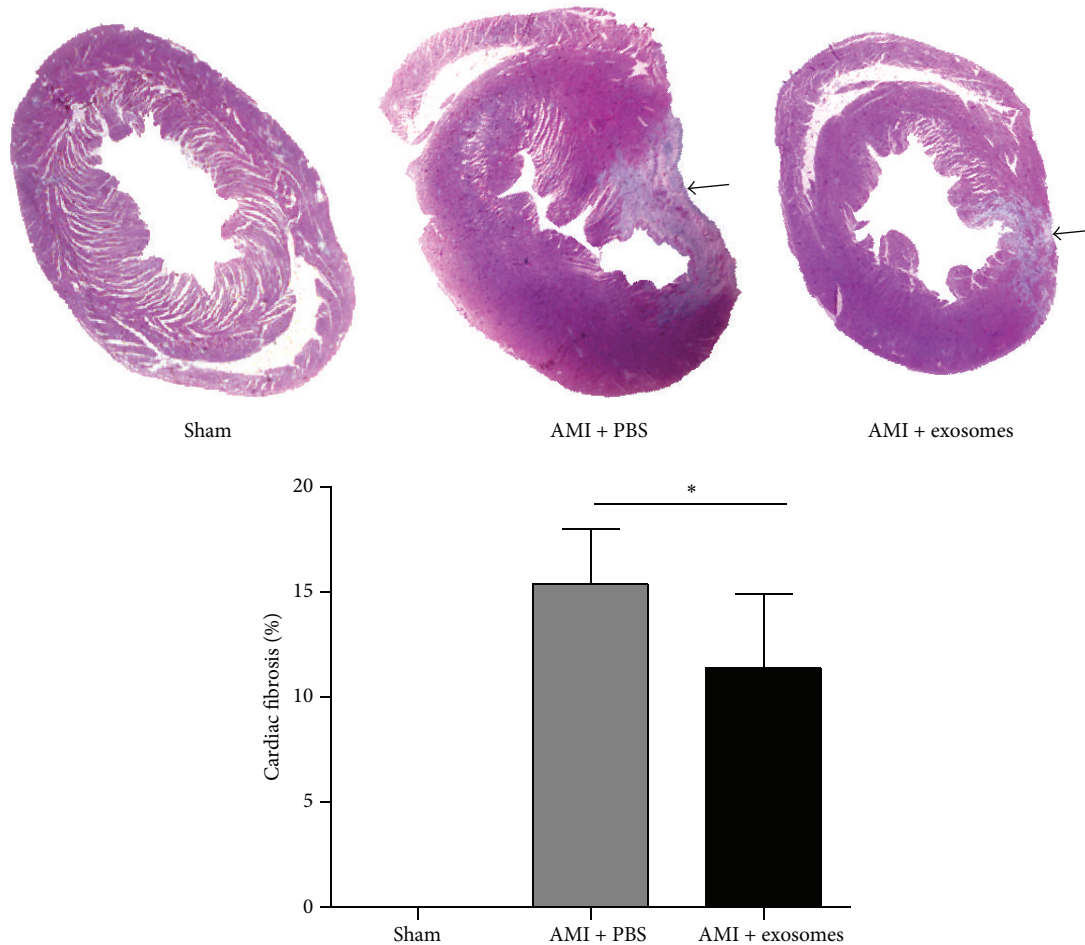 Sham
AMI + PBS
AMI + exosomes
*
20
15
10
5
0
Cardiac fibrosis (%)
Sham
AMI + PBS
AMI + exosomes